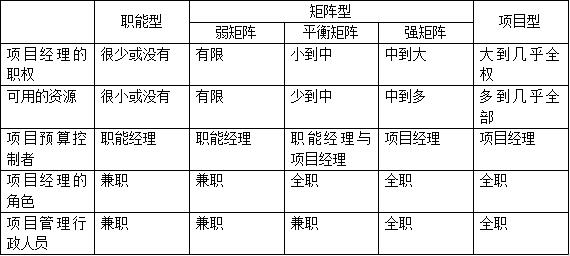 职能型 矩阵型 项目型
弱矩阵 平衡矩阵 强矩阵
项目经理的职权 很少或没有 有限 小到中 中到大 大到几乎全权
可用的资源 很小或没有 有限 少到中 中到多 多到几乎全部
项目预算控制者 职能经理 职能经理 职能经理与项目经理 项目经理 项目经理
项目经理的角色 兼职 兼职 全职 全职 全职
项目管理行政人员 兼职 兼职 兼职 全职 全职